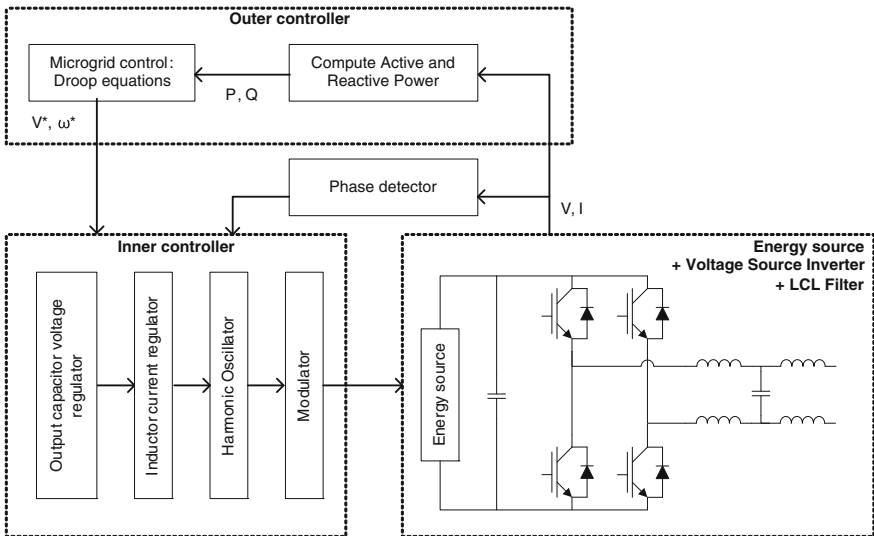 Outer controller
Microgrid control:
Droop equations
Compute Active and
Reactive Power
P, Q
V*, ω*
Phase detector
V, I
Inner controller
Output capacitor voltage
regulator
Inductor current regulator
Harmonic Oscillator
Modulator
Energy source
+ Voltage Source Inverter
+ LCL Filter
Energy source